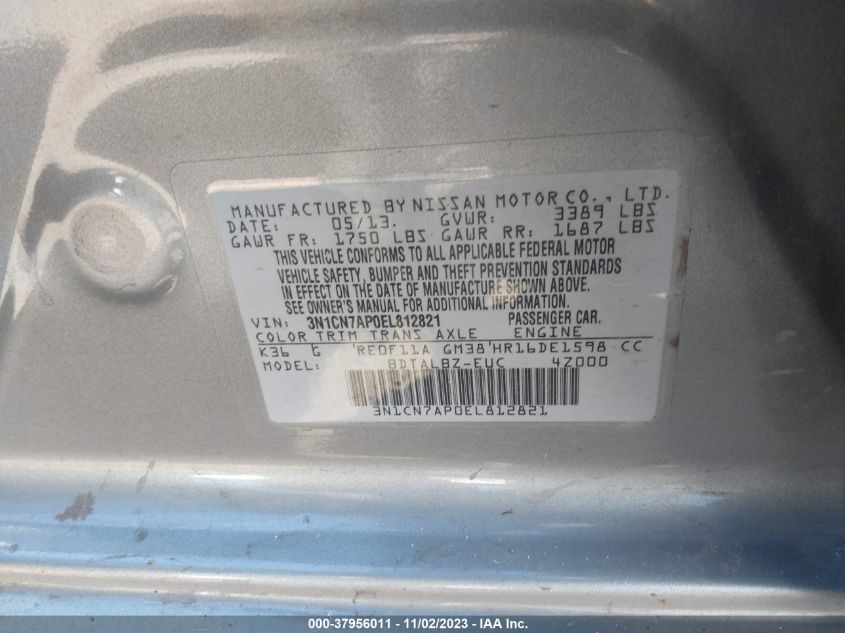 MANUFACTURED BY NISSAN MOTOR CO., LTD.
DATE: 05/13. GVWR: 3389 LBS
GAWR FR: 1750 LBS GAWR RR: 1687 LBS
THIS VEHICLE CONFORMS TO ALL APPLICABLE FEDERAL MOTOR
VEHICLE SAFETY, BUMPER AND THEFT PREVENTION STANDARDS
IN EFFECT ON THE DATE OF MANUFACTURE SHOWN ABOVE.
SEE OWNER'S MANUAL FOR ADDITIONAL INFORMATION.
VIN: 3N1CN7AP0EL812821 PASSENGER CAR.
COLOR TRIM TRANS AXLE ENGINE
K36 G RE0F11A GM38 HR16DE1598 CC
MODEL: BDTALBZ-EUC 4Z000
3N1CN7AP0EL812821
000-37956011 - 11/02/2023 - IAAI.COM